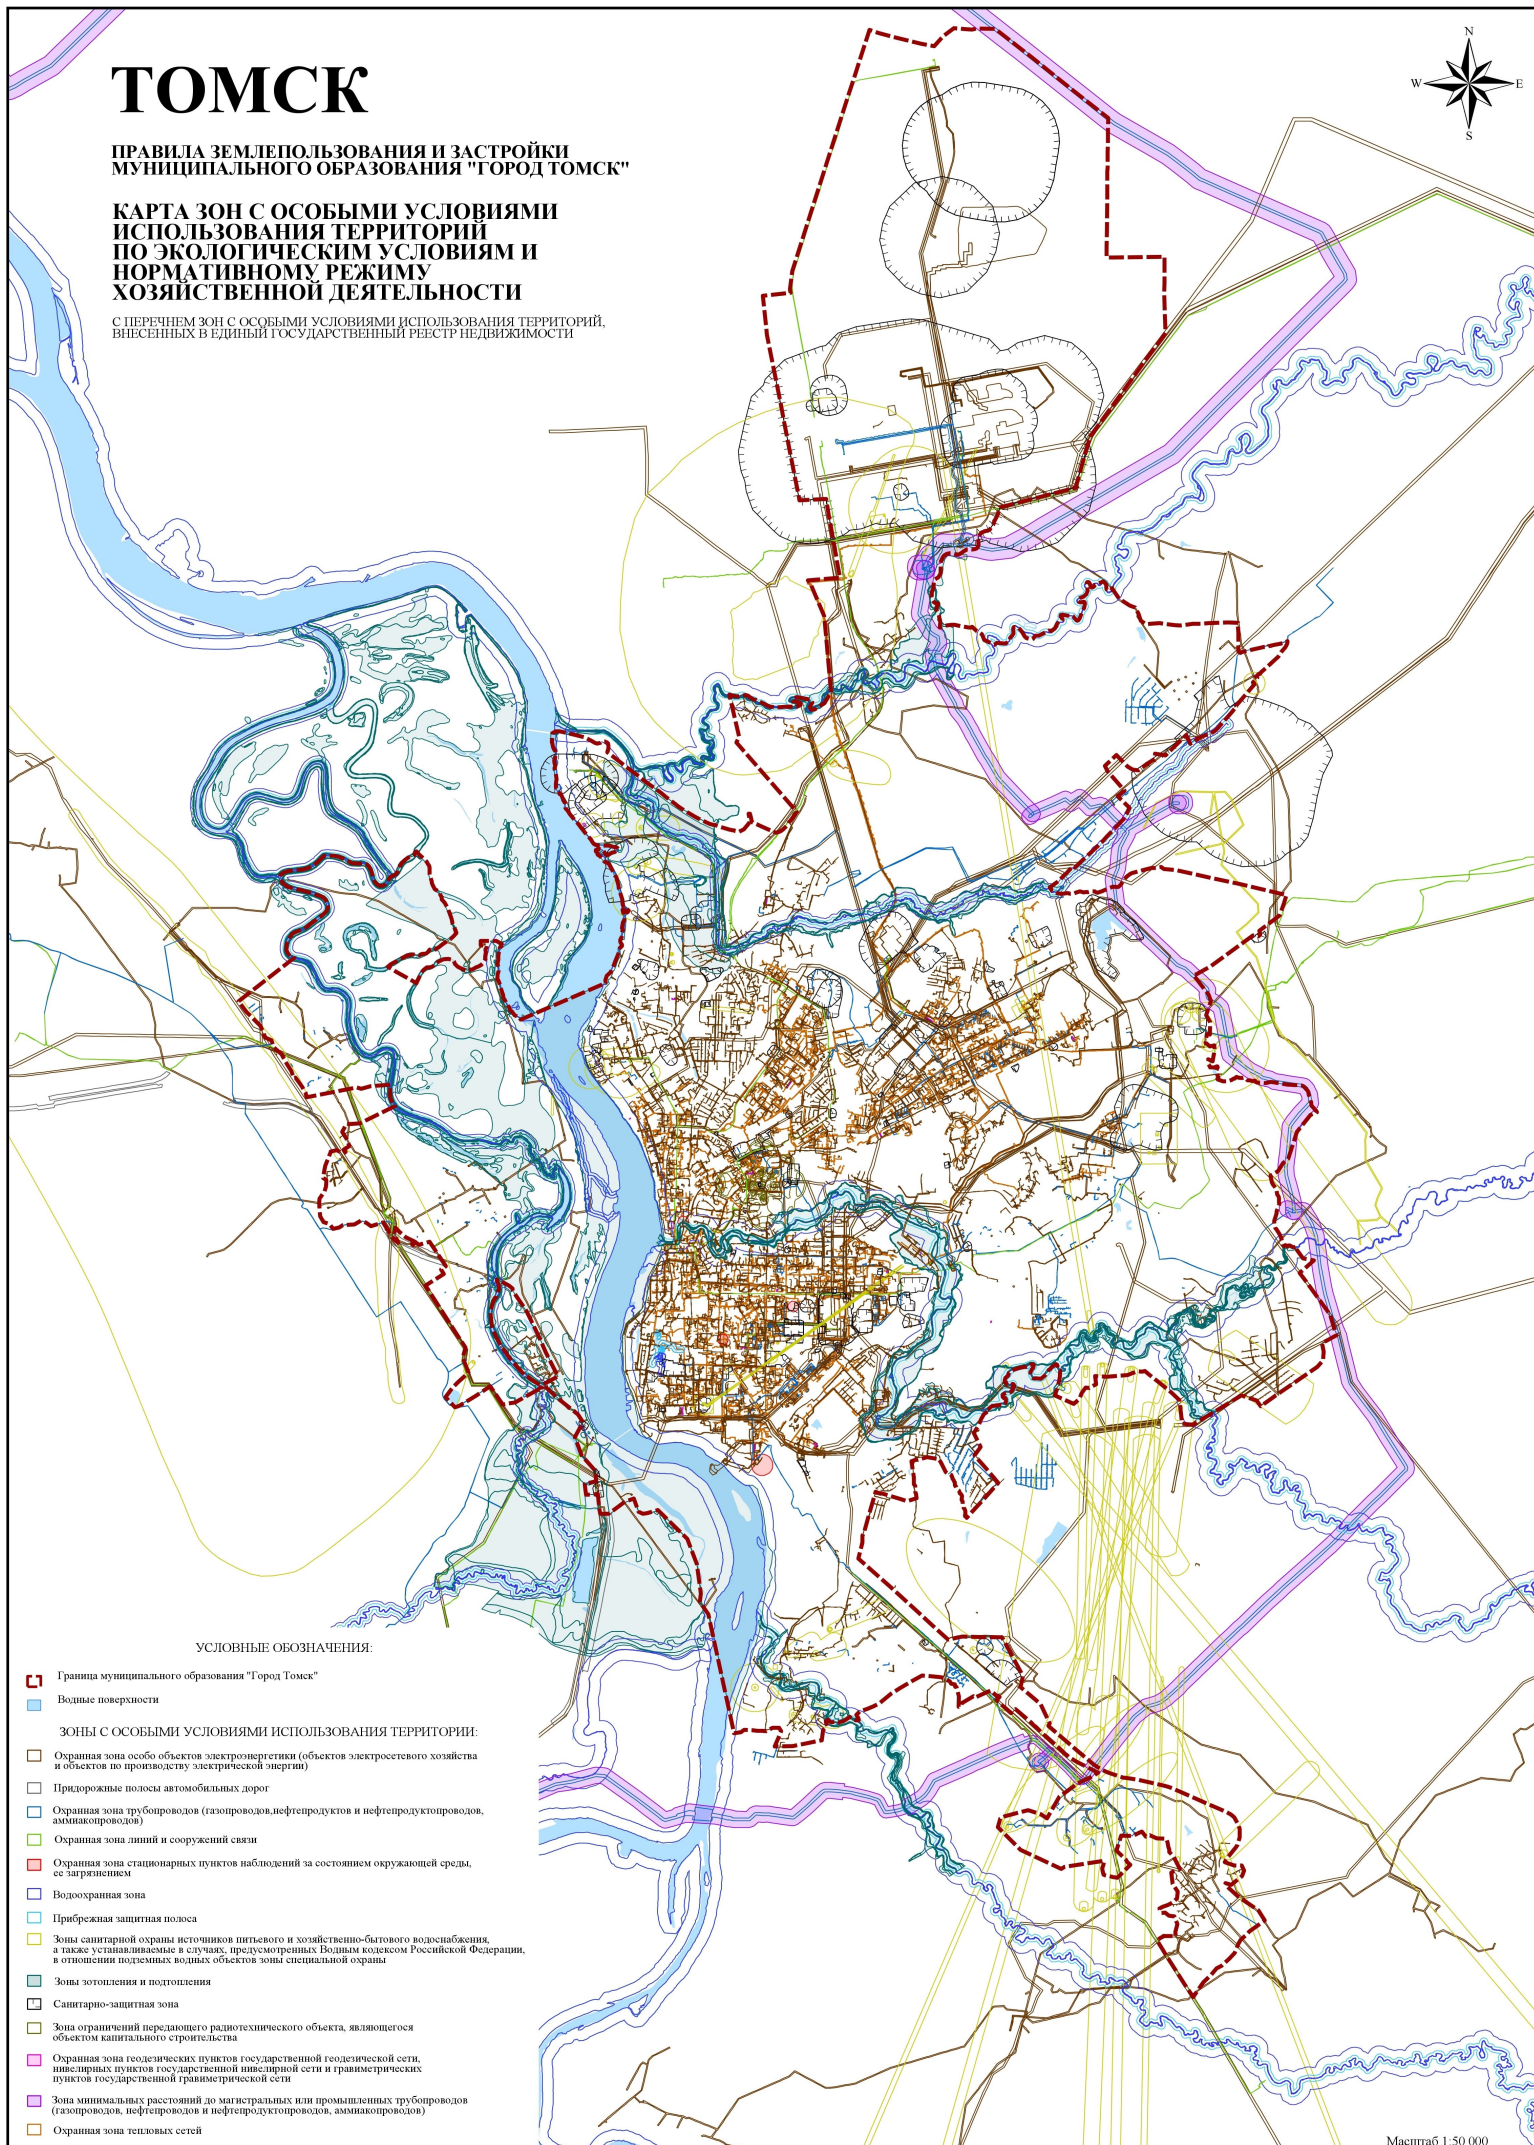 ТОМСК
N
W
E
S
ПРАВИЛА ЗЕМЛЕПОЛЬЗОВАНИЯ И ЗАСТРОЙКИ
МУНИЦИПАЛЬНОГО ОБРАЗОВАНИЯ "ГОРОД ТОМСК"
КАРТА ЗОН С ОСОБЫМИ УСЛОВИЯМИ
ИСПОЛЬЗОВАНИЯ ТЕРРИТОРИЙ
ПО ЭКОЛОГИЧЕСКИМ УСЛОВИЯМ И
НОРМАТИВНОМУ РЕЖИМУ
ХОЗЯЙСТВЕННОЙ ДЕЯТЕЛЬНОСТИ
С ПЕРЕЧНЕМ ЗОН С ОСОБЫМИ УСЛОВИЯМИ ИСПОЛЬЗОВАНИЯ ТЕРРИТОРИЙ,
ВНЕСЕННЫХ В ЕДИНЫЙ ГОСУДАРСТВЕННЫЙ РЕЕСТР НЕДВИЖИМОСТИ
УСЛОВНЫЕ ОБОЗНАЧЕНИЯ:
Граница муниципального образования "Город Томск"
Водные поверхности
ЗОНЫ С ОСОБЫМИ УСЛОВИЯМИ ИСПОЛЬЗОВАНИЯ ТЕРРИТОРИИ:
Охранная зона особо объектов электроэнергетики (объектов электросетевого хозяйства
и объектов по производству электрической энергии)
Придорожные полосы автомобильных дорог
Охранная зона трубопроводов (газопроводов,нефтепродуктов и нефтепродуктопроводов,
аммиакопроводов)
Охранная зона линий и сооружений связи
Охранная зона стационарных пунктов наблюдений за состоянием окружающей среды,
ее загрязнением
Водоохранная зона
Прибрежная защитная полоса
Зоны санитарной охраны источников питьевого и хозяйственно-бытового водоснабжения,
а также устанавливаемые в случаях, предусмотренных Водным кодексом Российской Федерации,
в отношении подземных водных объектов зоны специальной охраны
Зоны зотопления и подтопления
Санитарно-защитная зона
Зона ограничений передающего радиотехнического объекта, являющегося
объектом капитального строительства
Охранная зона геодезических пунктов государственной геодезической сети,
нивелирных пунктов государственной нивелирной сети и гравиметрических
пунктов государственной гравиметрической сети
Зона минимальных расстояний до магистральных или промышленных трубопроводов
(газопроводов, нефтепроводов и нефтепродуктопроводов, аммиакопроводов)
Охранная зона тепловых сетей
Масштаб 1:50 000